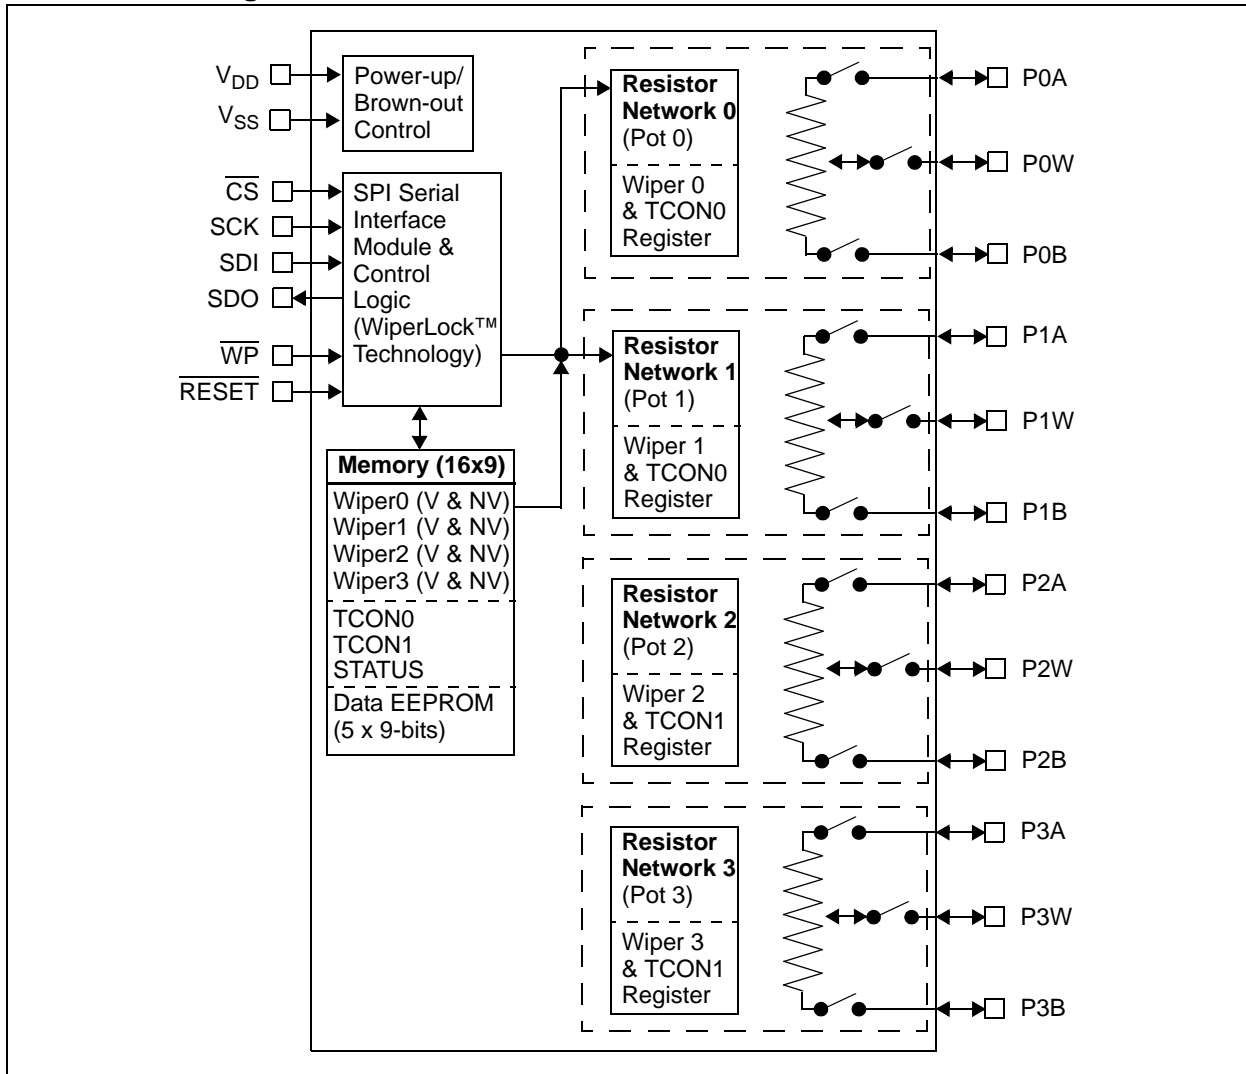 V_DD
V_SS
Power-up/
Brown-out
Control
CS
SCK
SDI
SDO
WP
RESET
SPI Serial
Interface
Module &
Control
Logic
(WiperLock™
Technology)
Memory (16x9)
Wiper0 (V & NV)
Wiper1 (V & NV)
Wiper2 (V & NV)
Wiper3 (V & NV)
TCON0
TCON1
STATUS
Data EEPROM
(5 x 9-bits)
Resistor
Network 0
(Pot 0)
Wiper 0
& TCON0
Register
P0A
P0W
P0B
Resistor
Network 1
(Pot 1)
Wiper 1
& TCON0
Register
P1A
P1W
P1B
Resistor
Network 2
(Pot 2)
Wiper 2
& TCON1
Register
P2A
P2W
P2B
Resistor
Network 3
(Pot 3)
Wiper 3
& TCON1
Register
P3A
P3W
P3B